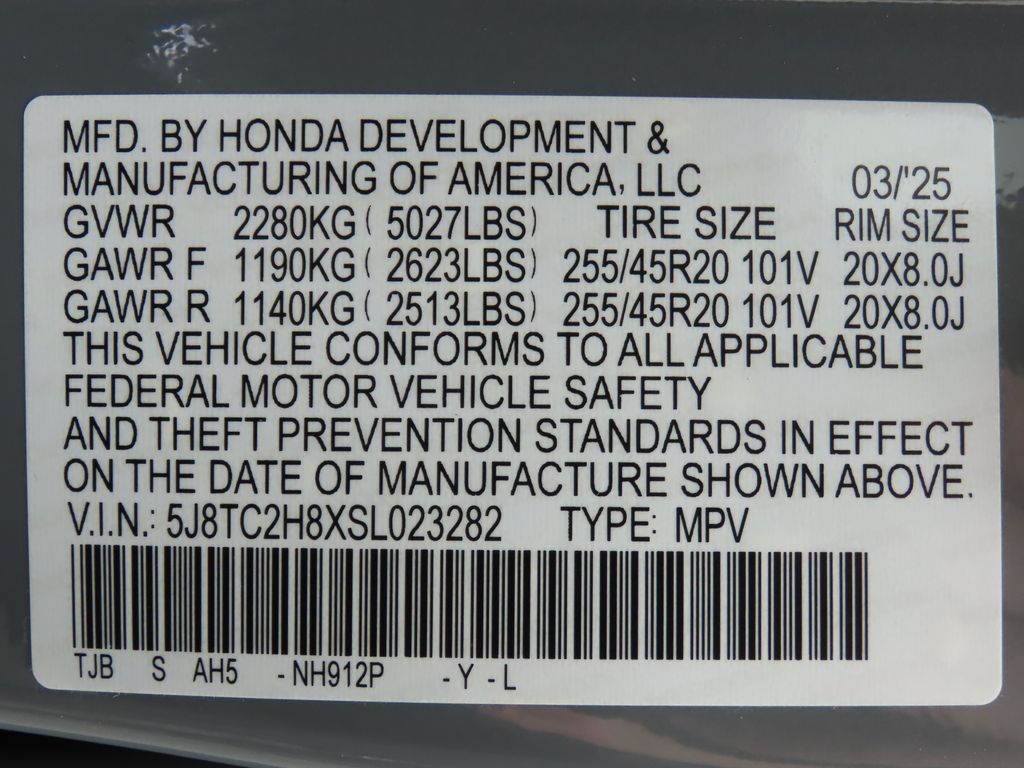 MFD. BY HONDA DEVELOPMENT &
MANUFACTURING OF AMERICA, LLC 03/'25
GVWR 2280KG ( 5027LBS) TIRE SIZE RIM SIZE
GAWR F 1190KG ( 2623LBS) 255/45R20 101V 20X8.0J
GAWR R 1140KG ( 2513LBS) 255/45R20 101V 20X8.0J
THIS VEHICLE CONFORMS TO ALL APPLICABLE
FEDERAL MOTOR VEHICLE SAFETY
AND THEFT PREVENTION STANDARDS IN EFFECT
ON THE DATE OF MANUFACTURE SHOWN ABOVE.
V.I.N.: 5J8TC2H8XSL023282 TYPE: MPV
TJB S AH5 - NH912P - Y - L